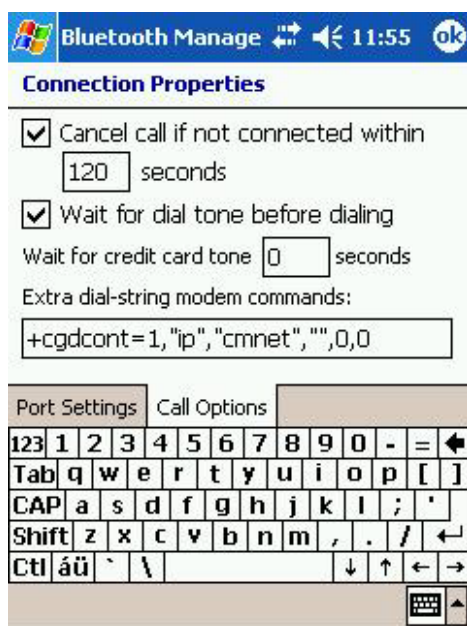 Bluetooth Manage 11:55 ok
Connection Properties
Cancel call if not connected within
120 seconds
Wait for dial tone before dialing
Wait for credit card tone 0 seconds
Extra dial-string modem commands:
+cgdcont=1,"ip","cmnet","",0,0
Port Settings Call Options
123 1 2 3 4 5 6 7 8 9 0 - =
Tab q w e r t y u i o p [ ]
CAP a s d f g h j k l ; '
Shift z x c v b n m , . /
Ctl áü ` \